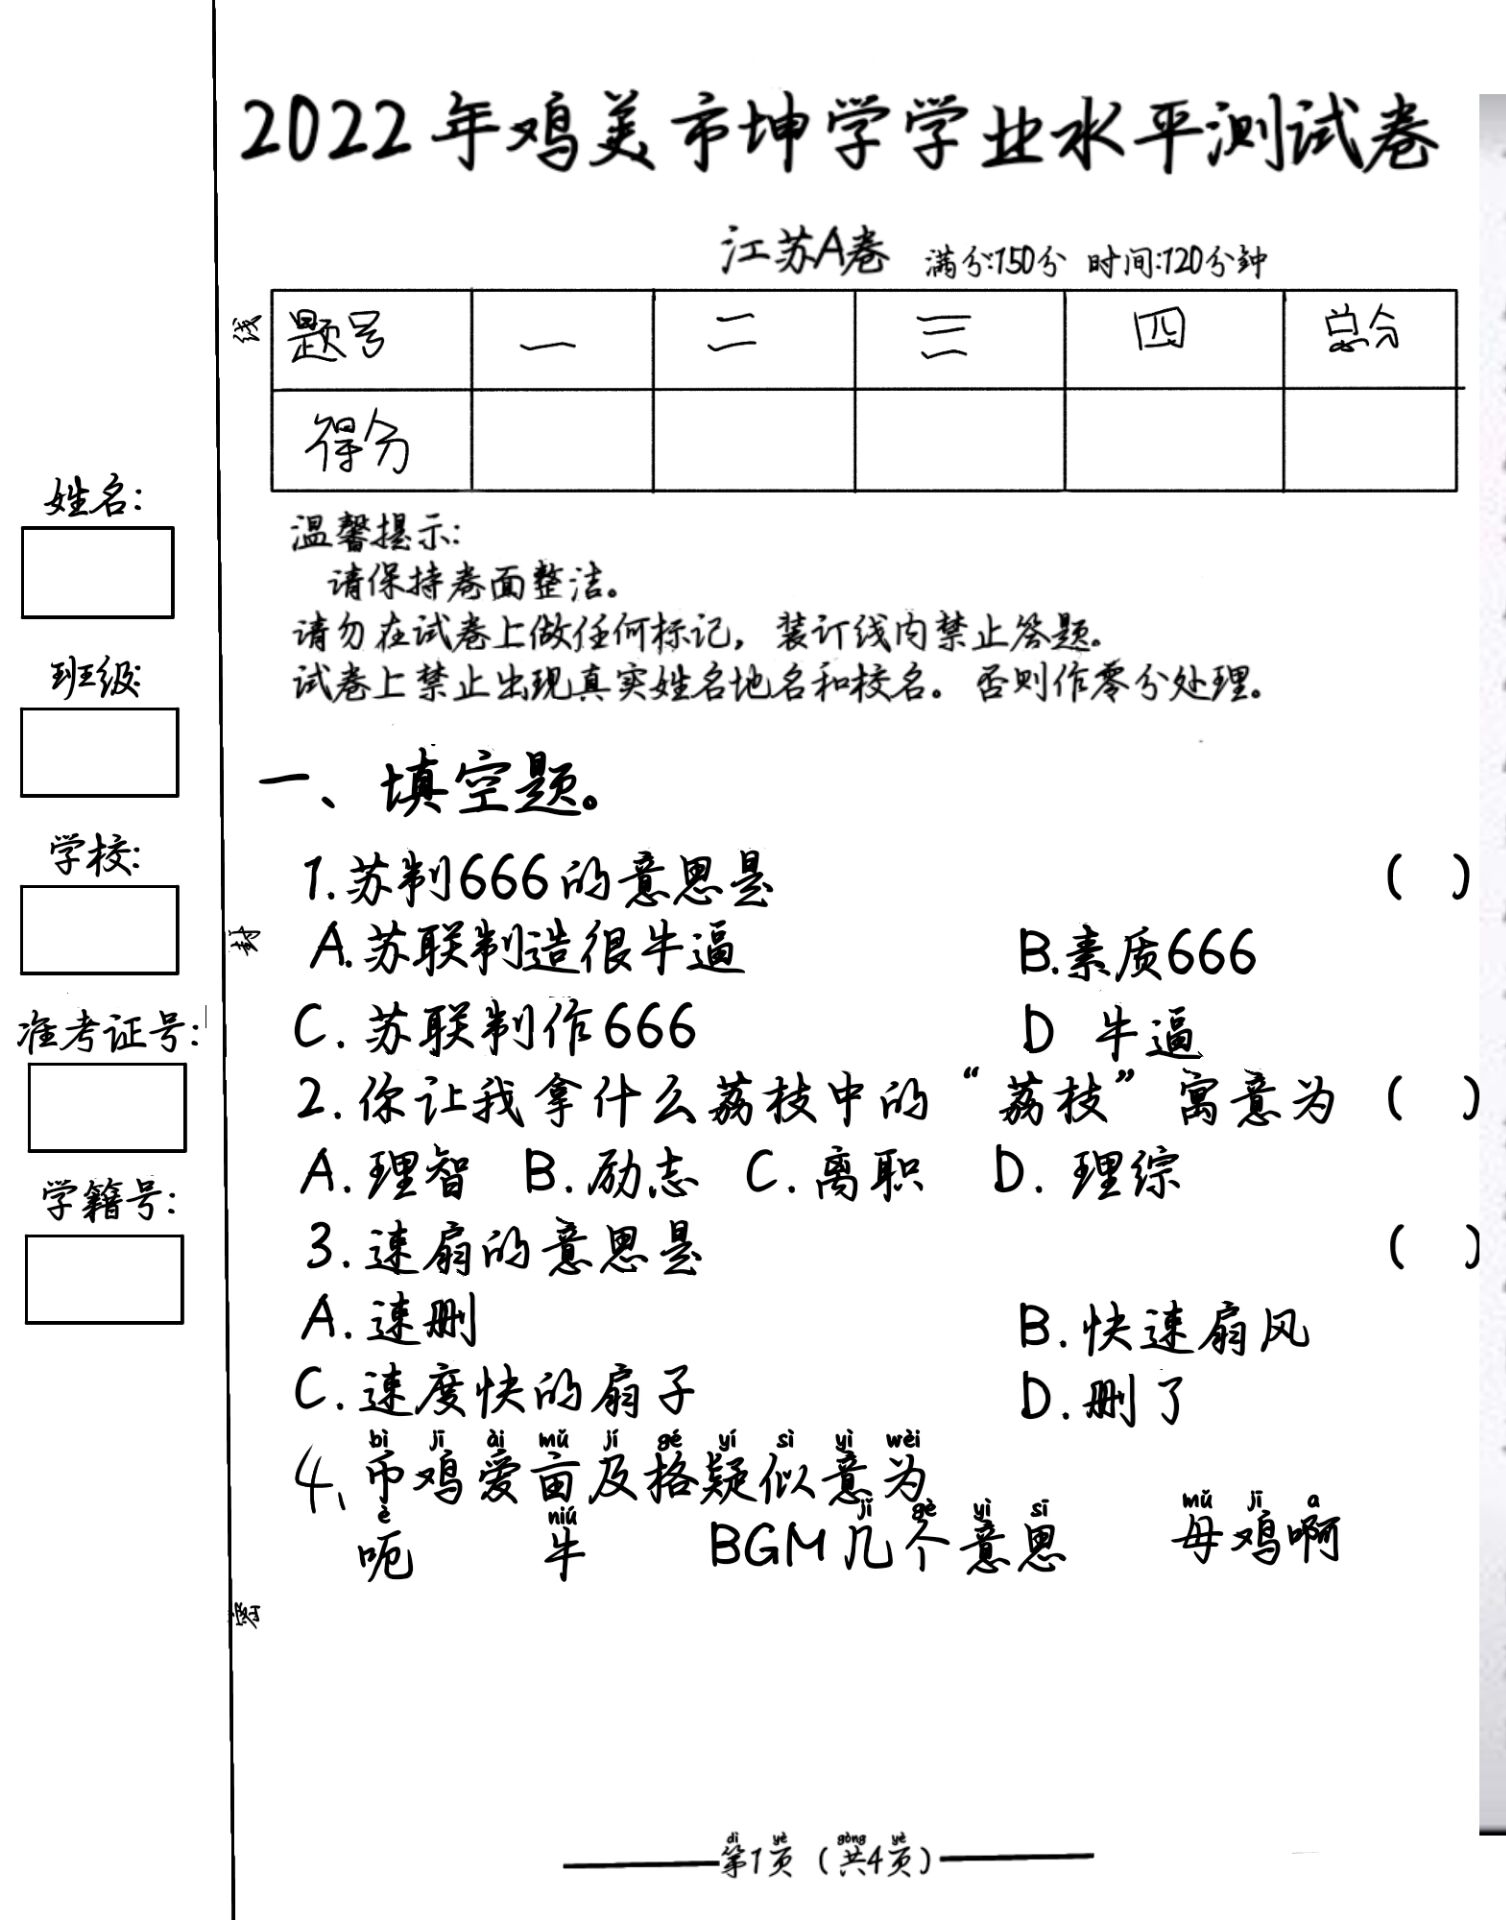 2022年鸡美市坤学学业水平测试卷
江苏A卷 满分:150分 时间:120分钟
题号 一 二 三 四 总分
得分
姓名:
班级:
学校:
准考证号:
学籍号:
线
封
密
温馨提示:
请保持卷面整洁。
请勿在试卷上做任何标记，装订线内禁止答题。
试卷上禁止出现真实姓名地名和校名。否则作零分处理。
一、填空题。
1.苏制666的意思是 ( )
A.苏联制造很牛逼 B.素质666
C.苏联制作666 D 牛逼
2.你让我拿什么荔枝中的“荔枝”寓意为 ( )
A.理智 B.励志 C.离职 D.理综
3.速扇的意思是 ( )
A.速删 B.快速扇风
C.速度快的扇子 D.删了
bì jī ài mǔ jí gé yí sì yì wèi
4、币鸡爱亩及格疑似意为
è niú jǐ gè yì sī mǔ jī a
呃 牛 BGM几个意思 母鸡啊
dì yè gòng yè
第1页（共4页）